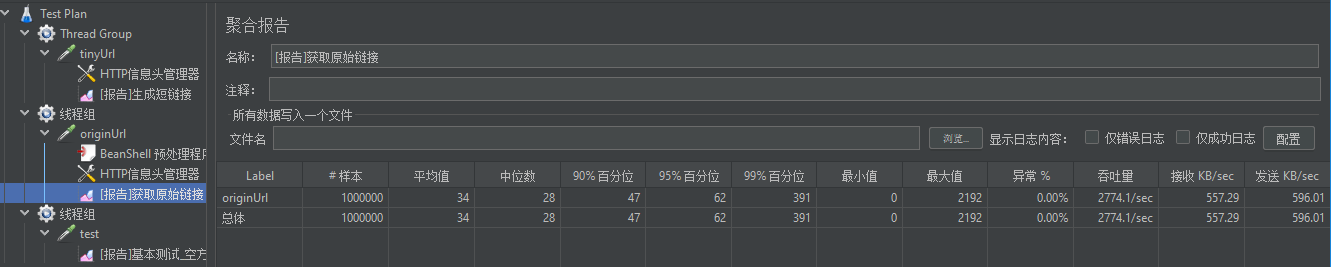 Test Plan
Thread Group
tinyUrl
HTTP信息头管理器
[报告]生成短链接
线程组
originUrl
BeanShell 预处理程序
HTTP信息头管理器
[报告]获取原始链接
线程组
test
[报告]基本测试_空方
聚合报告
名称： [报告]获取原始链接
注释：
所有数据写入一个文件
文件名 浏览... 显示日志内容： 仅错误日志 仅成功日志 配置
Label # 样本 平均值 中位数 90% 百分位 95% 百分位 99% 百分位 最小值 最大值 异常 % 吞吐量 接收 KB/sec 发送 KB/sec
originUrl 1000000 34 28 47 62 391 0 2192 0.00% 2774.1/sec 557.29 596.01
总体 1000000 34 28 47 62 391 0 2192 0.00% 2774.1/sec 557.29 596.01